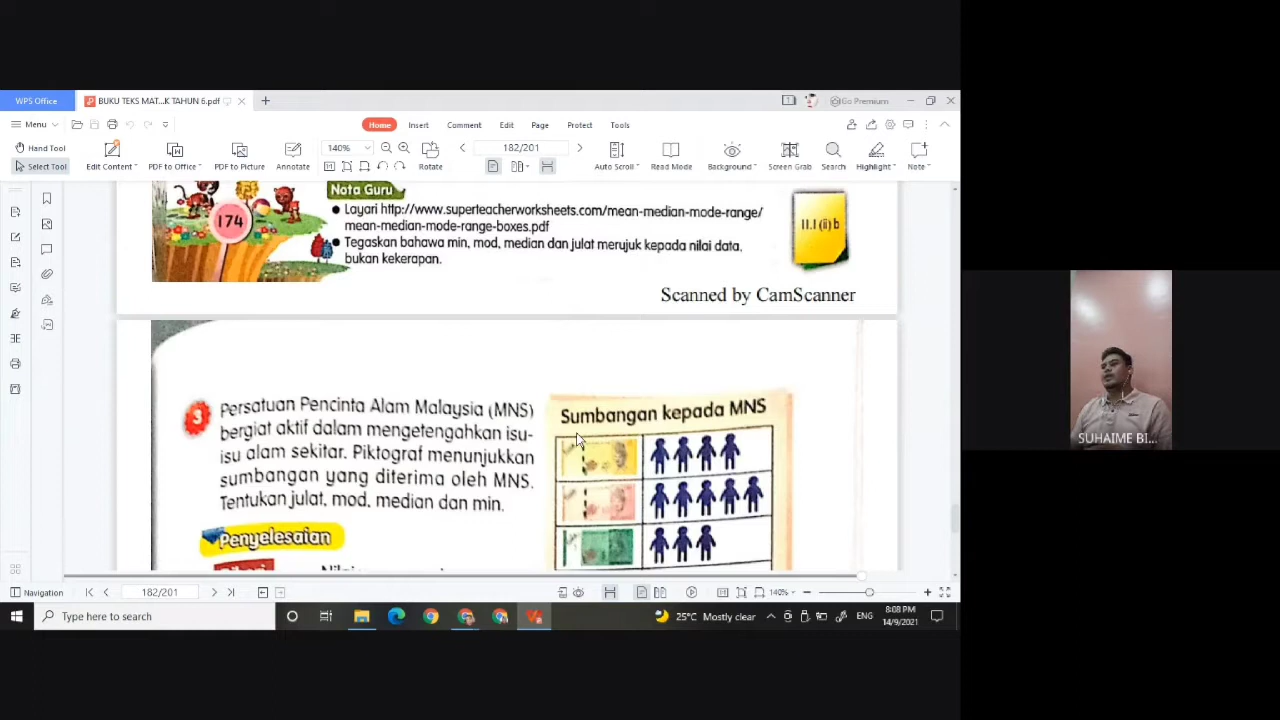 WPS Office
BUKU TEKS MAT...K TAHUN 6.pdf
Go Premium
Menu
Home Insert Comment Edit Page Protect Tools
Hand Tool
Select Tool
140%
182/201
Edit Content PDF to Office PDF to Picture Annotate Rotate Auto Scroll Read Mode Background Screen Grab Search Highlight Note
Nota Guru
174
Layari http://www.superteacherworksheets.com/mean-median-mode-range/
mean-median-mode-range-boxes.pdf
Tegaskan bahawa min, mod, median dan julat merujuk kepada nilai data,
bukan kekerapan.
11.1 (ii) b
Scanned by CamScanner
3
Persatuan Pencinta Alam Malaysia (MNS)
bergiat aktif dalam mengetengahkan isu-
isu alam sekitar. Piktograf menunjukkan
sumbangan yang diterima oleh MNS.
Tentukan julat, mod, median dan min.
Penyelesaian
Sumbangan kepada MNS
SUHAIME BI...
Navigation
182/201
140%
Type here to search
25°C Mostly clear
ENG
8:08 PM
14/9/2021